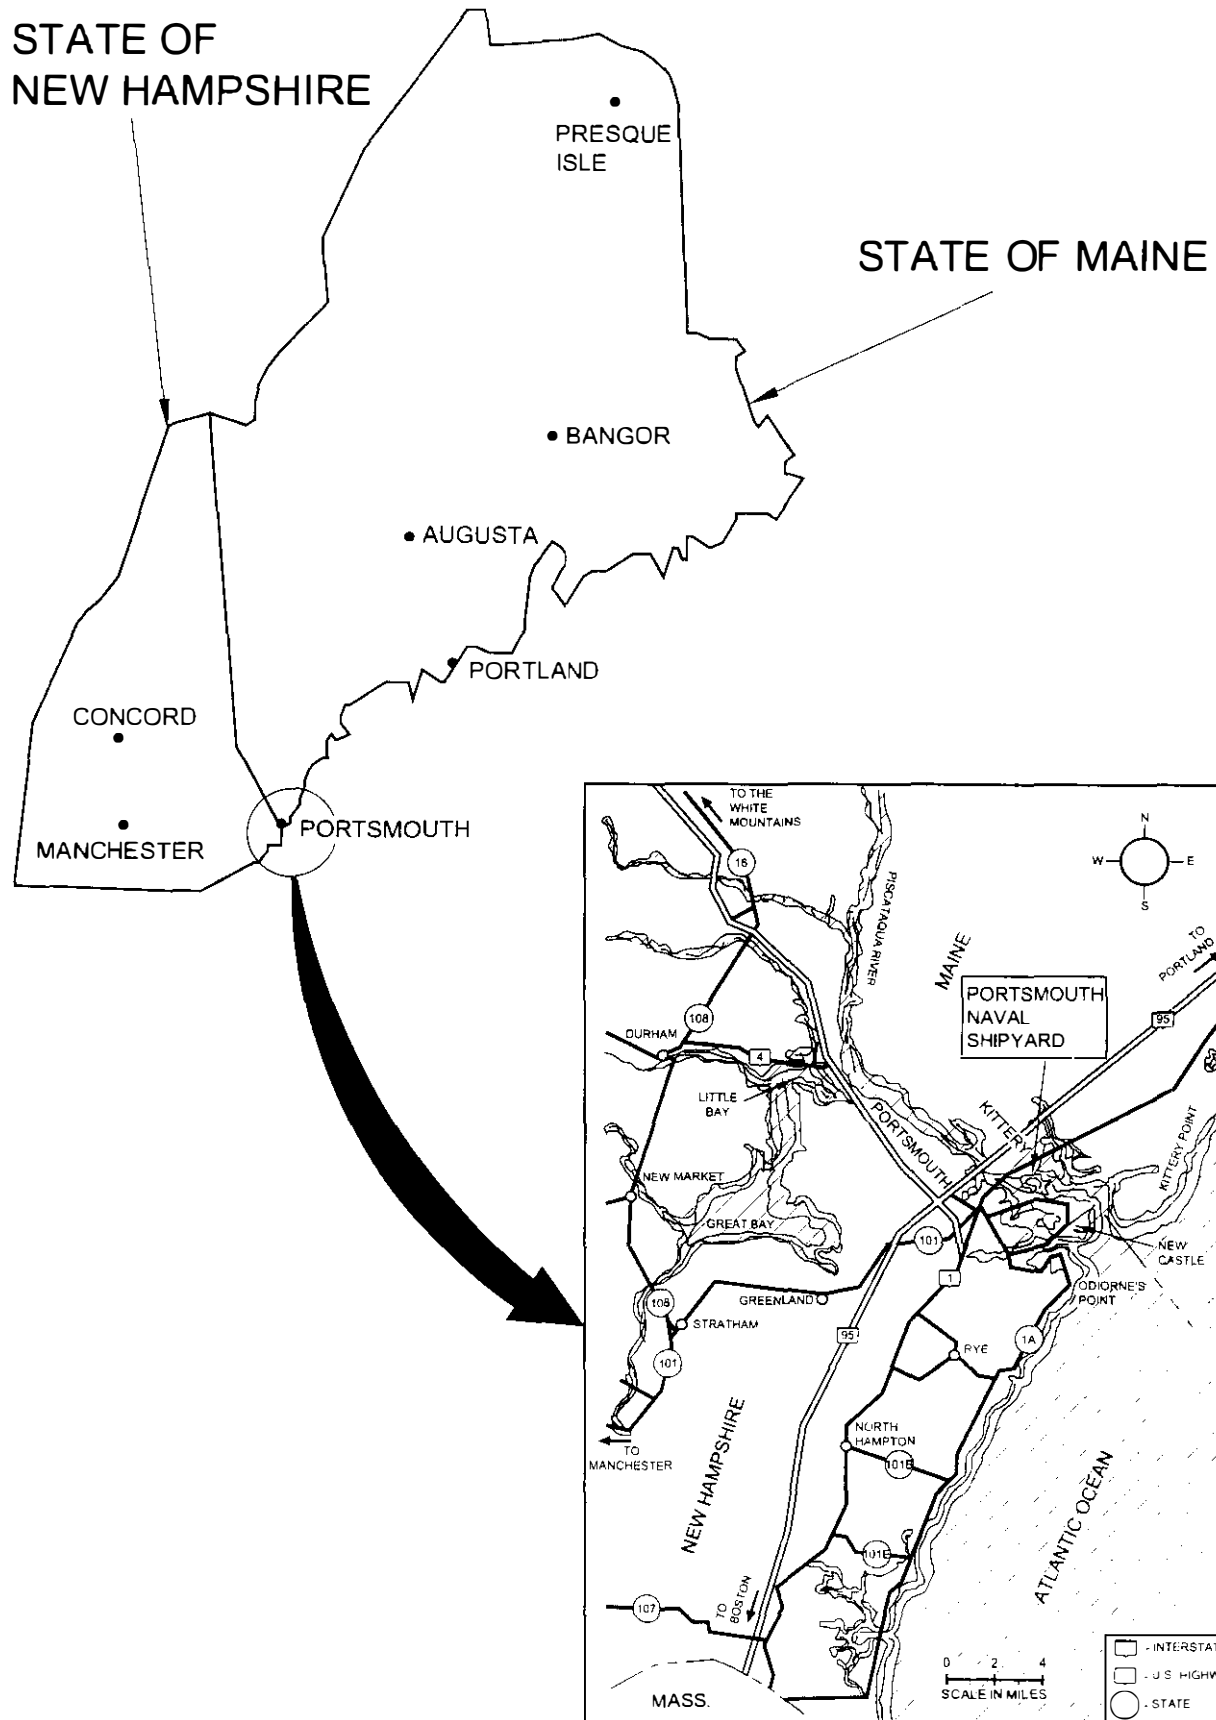 STATE OF
NEW HAMPSHIRE
PRESQUE
ISLE
STATE OF MAINE
BANGOR
AUGUSTA
PORTLAND
CONCORD
PORTSMOUTH
MANCHESTER
TO THE
WHITE
MOUNTAINS
16
PISCATAQUA RIVER
N
W
E
S
MAINE
TO
PORTLAND
PORTSMOUTH
NAVAL
SHIPYARD
95
108
DURHAM
4
LITTLE
BAY
PORTSMOUTH
KITTERY
KITTERY POINT
NEW MARKET
GREAT BAY
101
NEW
CASTLE
1
ODIORNE'S
POINT
108
GREENLAND
STRATHAM
95
1A
RYE
101
NORTH
HAMPTON
TO
MANCHESTER
101B
NEW HAMPSHIRE
ATLANTIC OCEAN
101E
TO
BOSTON
107
MASS.
0 2 4
SCALE IN MILES
- INTERSTAT
- U.S. HIGHW
- STATE